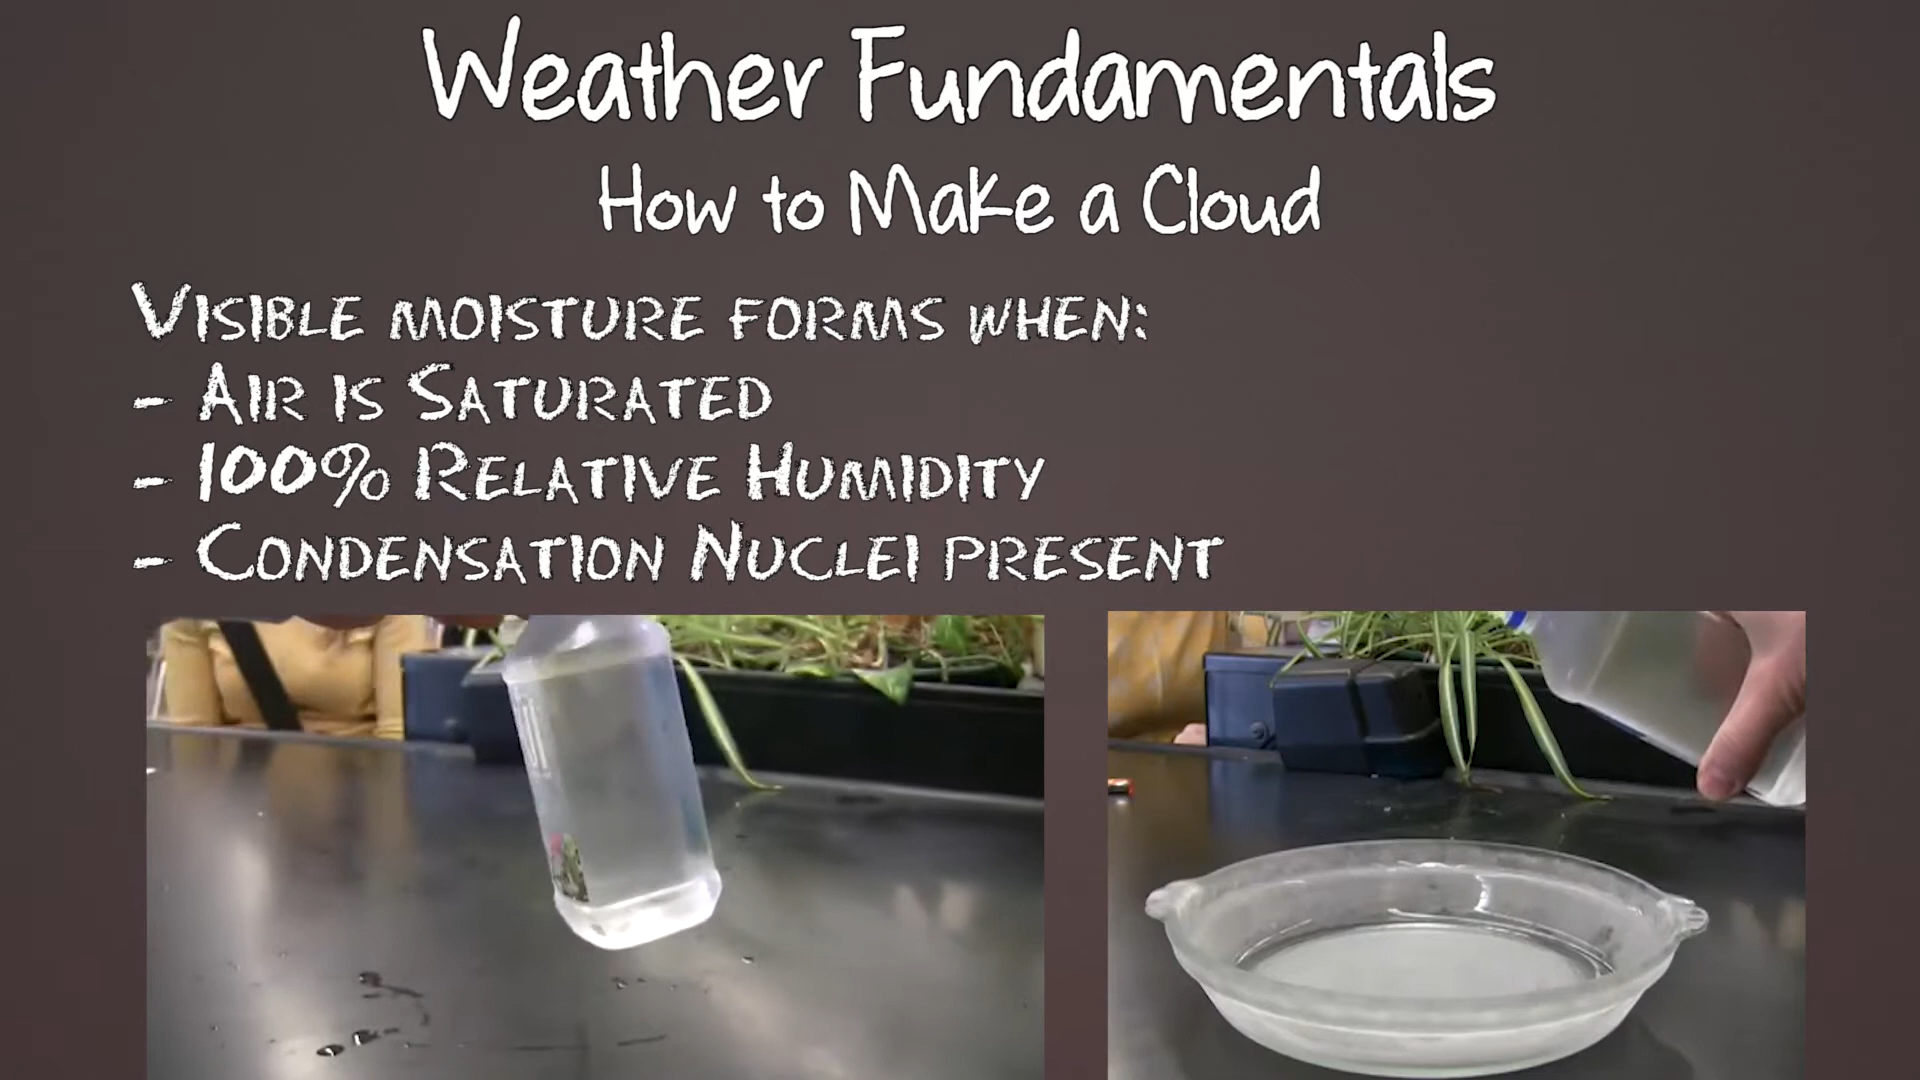 Weather Fundamentals
How to Make a Cloud
Visible moisture forms when:
- Air is Saturated
- 100% Relative Humidity
- Condensation Nuclei present